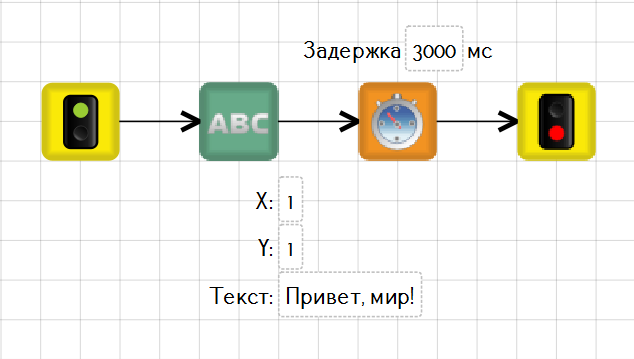 Задержка 3000 мс
ABC
X: 1
Y: 1
Текст: Привет, мир!